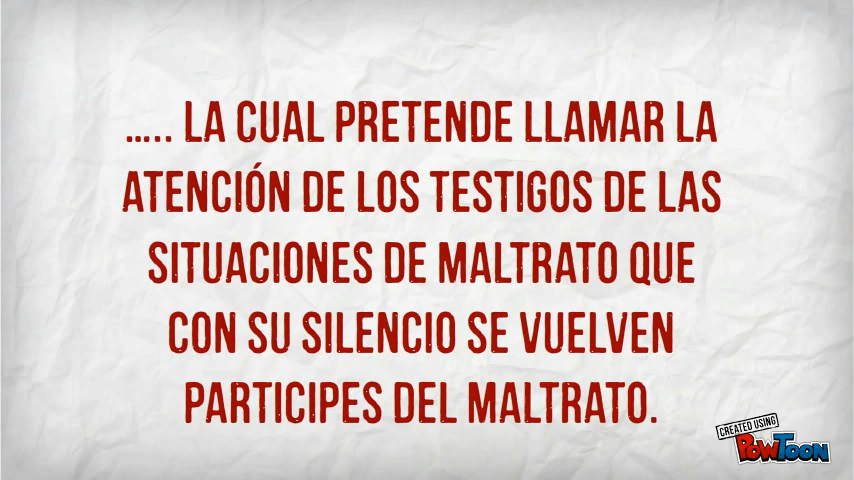 ..... LA CUAL PRETENDE LLAMAR LA
ATENCIÓN DE LOS TESTIGOS DE LAS
SITUACIONES DE MALTRATO QUE
CON SU SILENCIO SE VUELVEN
PARTICIPES DEL MALTRATO.
CREATED USING
POWTOON